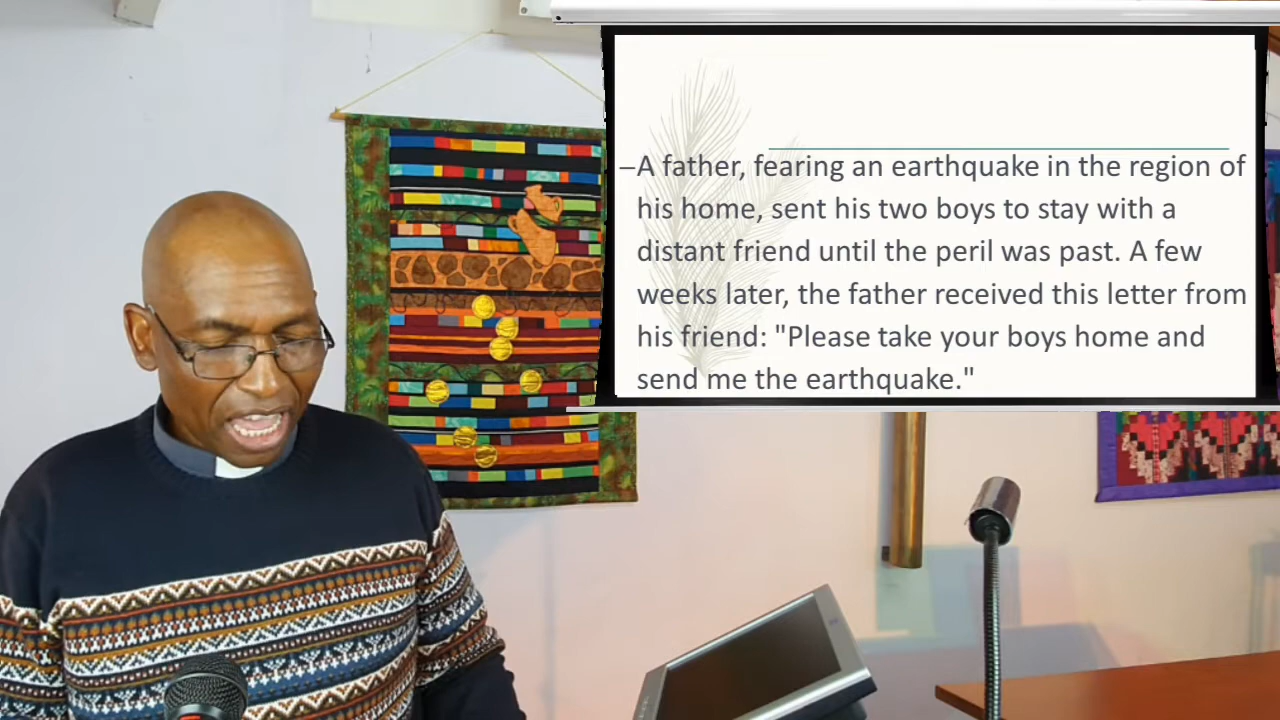 –A father, fearing an earthquake in the region of
his home, sent his two boys to stay with a
distant friend until the peril was past. A few
weeks later, the father received this letter from
his friend: "Please take your boys home and
send me the earthquake."